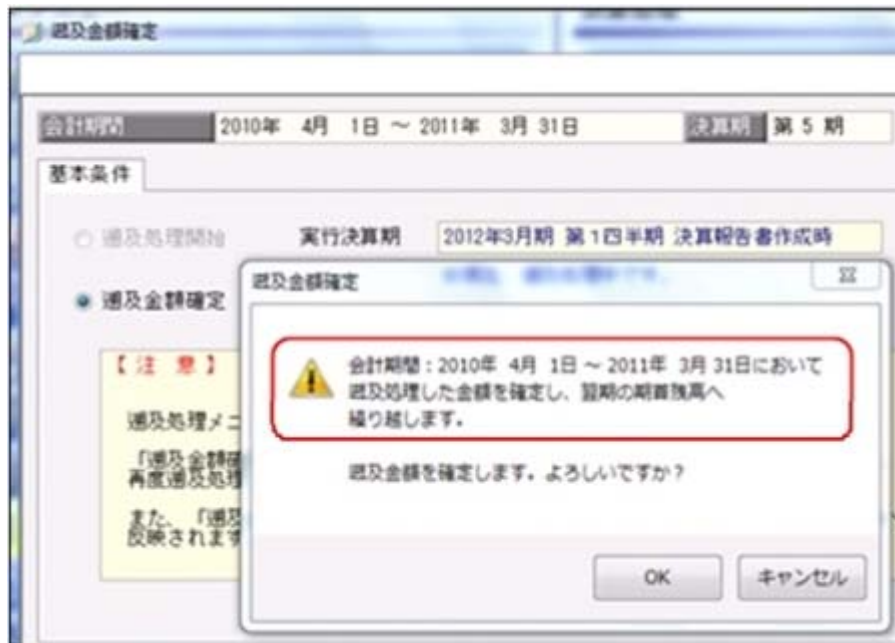 遡及金額確定
会計期間 2010年 4月 1日 ～ 2011年 3月 31日 決算期 第 5 期
基本条件
遡及処理開始 実行決算期 2012年3月期 第1四半期 決算報告書作成時
遡及金額確定
遡及金額確定
【注 意】
会計期間：2010年 4月 1日 ～ 2011年 3月 31日において
遡及処理した金額を確定し、翌期の期首残高へ
繰り越します。
遡及金額を確定します。よろしいですか？
遡及処理メニ
「遡及金額確
再度遡及処理
また、「遡及
反映されます
OK キャンセル